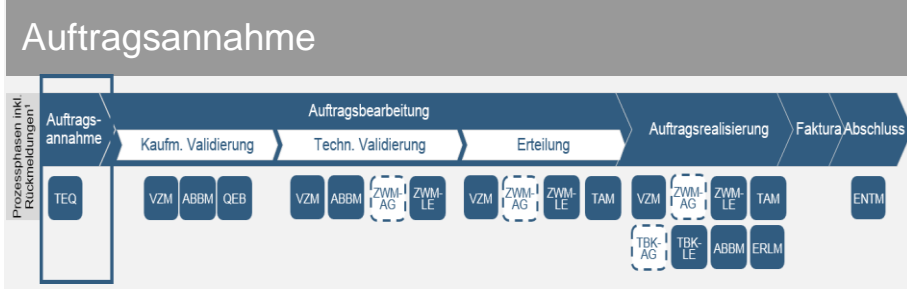 Auftragsannahme
Prozessphasen inkl.
Rückmeldungen¹
Auftrags-
annahme
Auftragsbearbeitung
Kaufm. Validierung
Techn. Validierung
Erteilung
Auftragsrealisierung
Faktura
Abschluss
TEQ
VZM
ABBM
QEB
VZM
ABBM
ZWM-
AG
ZWM-
LE
VZM
ZWM-
AG
ZWM-
LE
TAM
VZM
ZWM-
AG
ZWM-
LE
TAM
TBK-
AG
TBK-
LE
ABBM
ERLM
ENTM